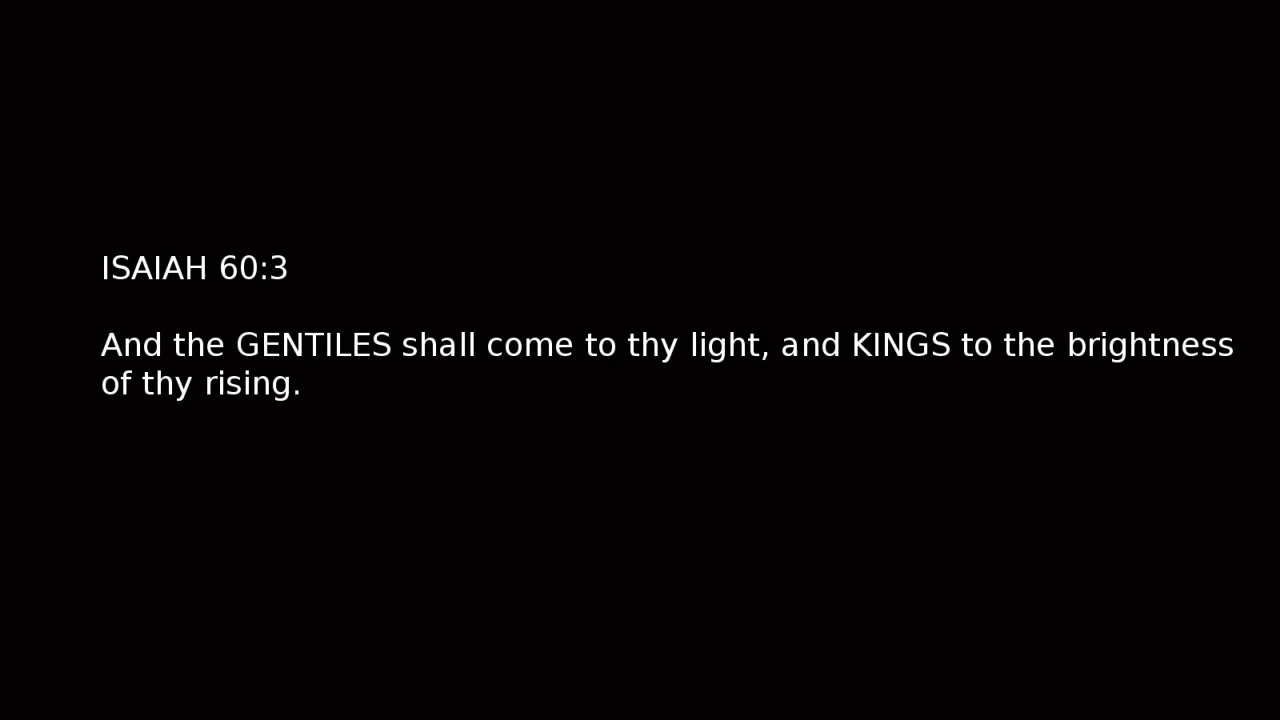 ISAIAH 60:3
And the GENTILES shall come to thy light, and KINGS to the brightness
of thy rising.